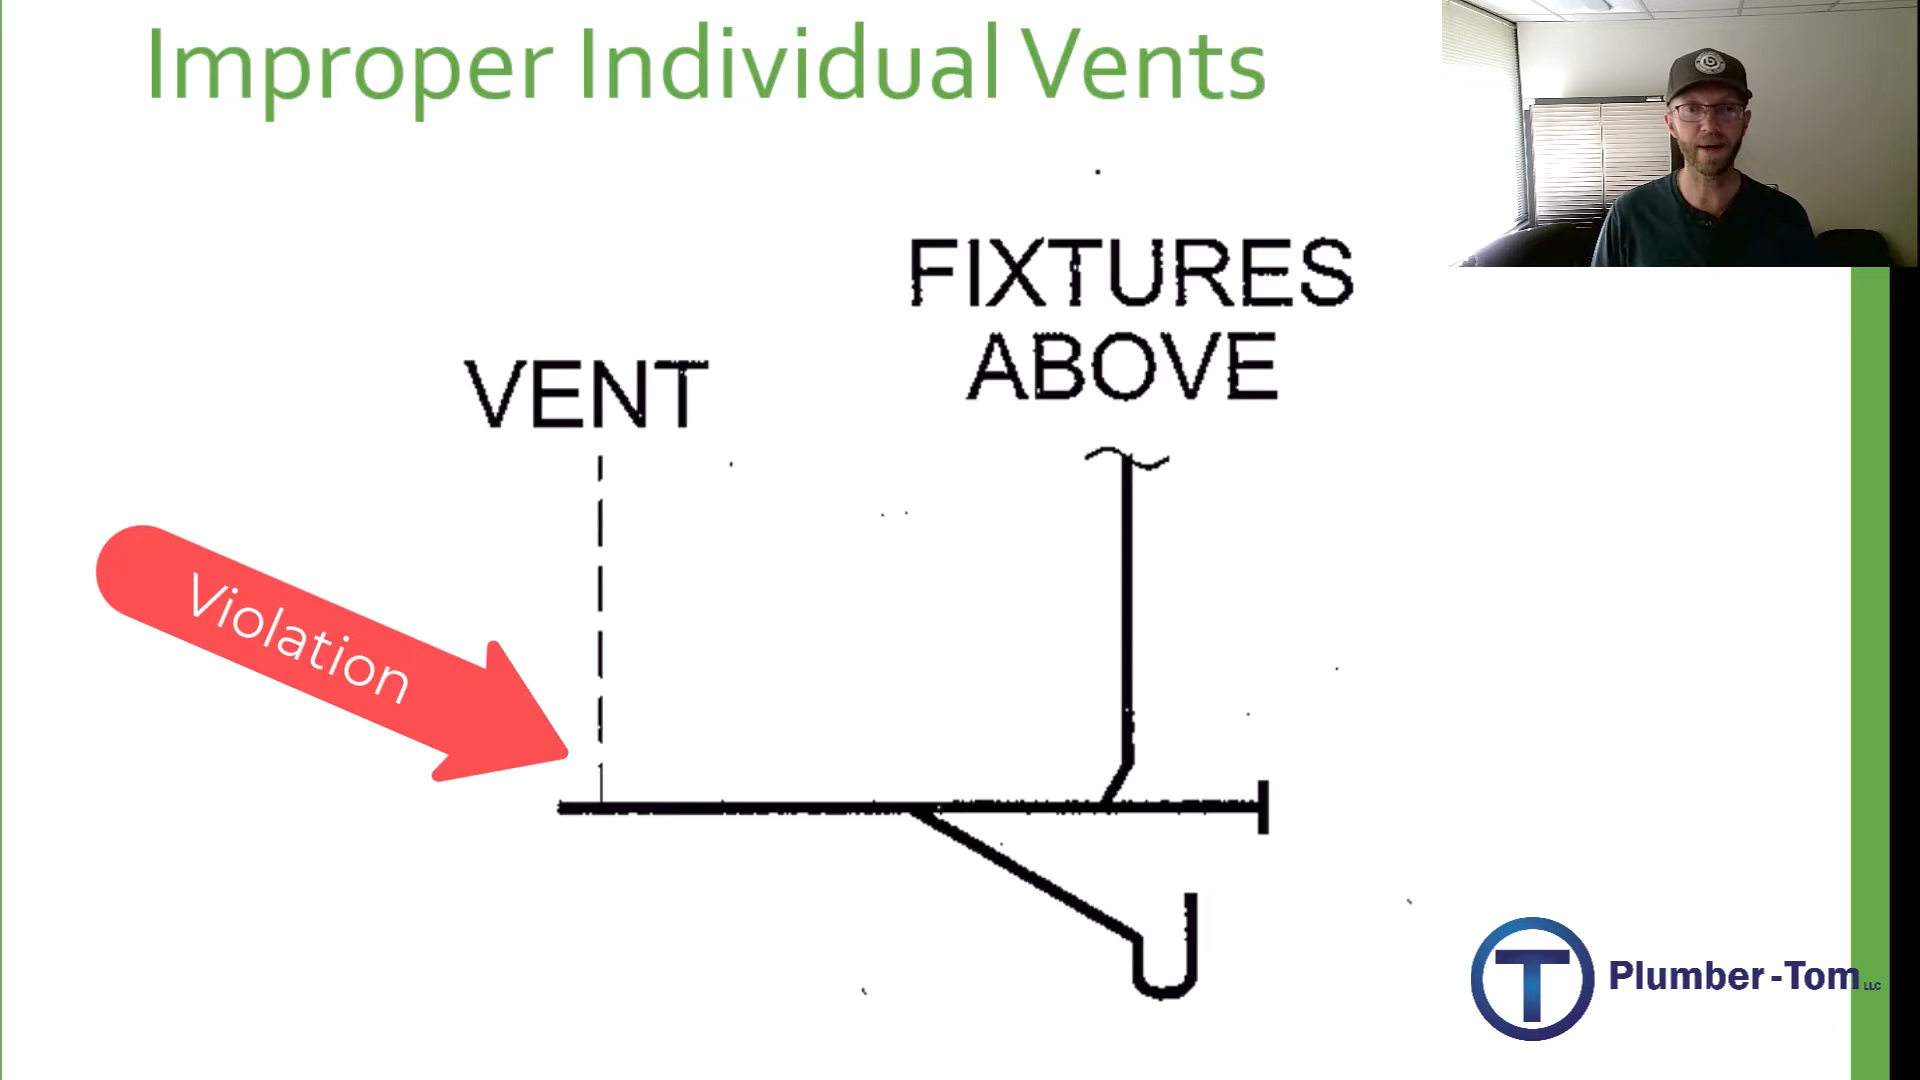 Improper Individual Vents
FIXTURES
ABOVE
VENT
Violation
T
Plumber-Tom LLC